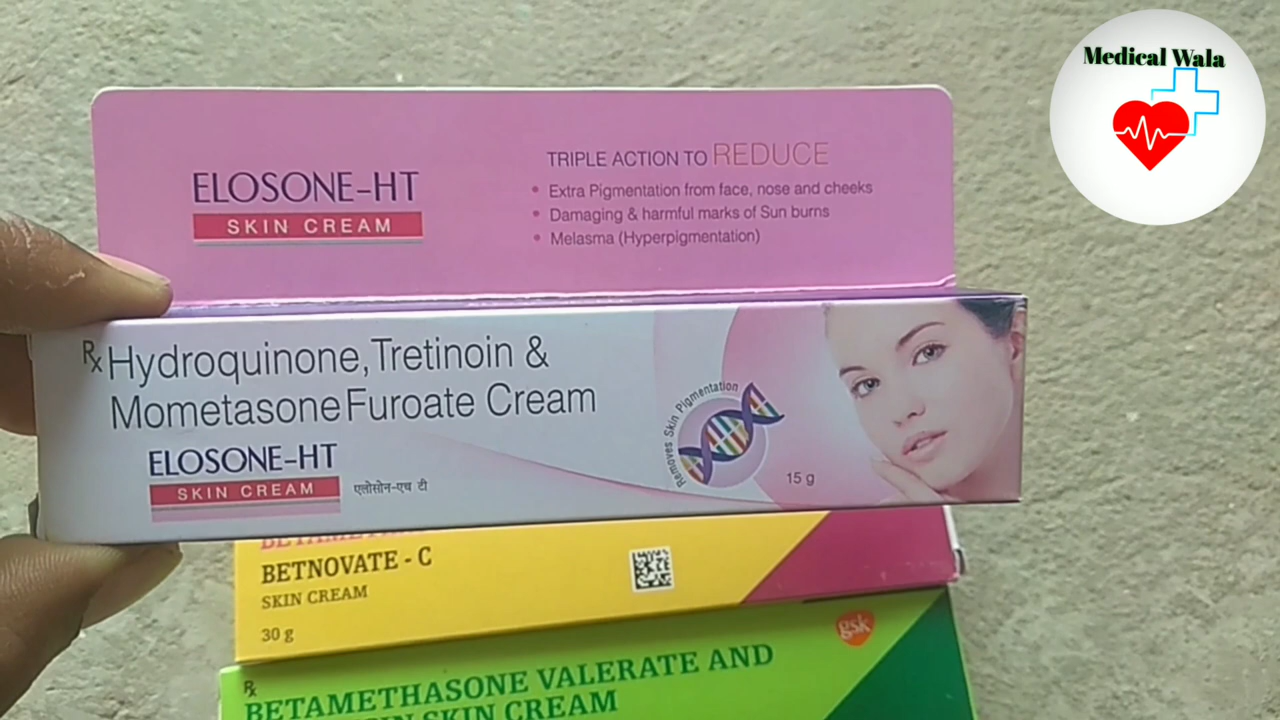 Medical Wala
ELOSONE-HT
SKIN CREAM
TRIPLE ACTION TO REDUCE
• Extra Pigmentation from face, nose and cheeks
• Damaging & harmful marks of Sun burns
• Melasma (Hyperpigmentation)
Rx Hydroquinone, Tretinoin &
Mometasone Furoate Cream
ELOSONE-HT
SKIN CREAM
एलोसोन-एच टी
Removes Skin Pigmentation
15 g
BETNOVATE - C
SKIN CREAM
30 g
gsk
Rx
BETAMETHASONE VALERATE AND
SKIN CREAM